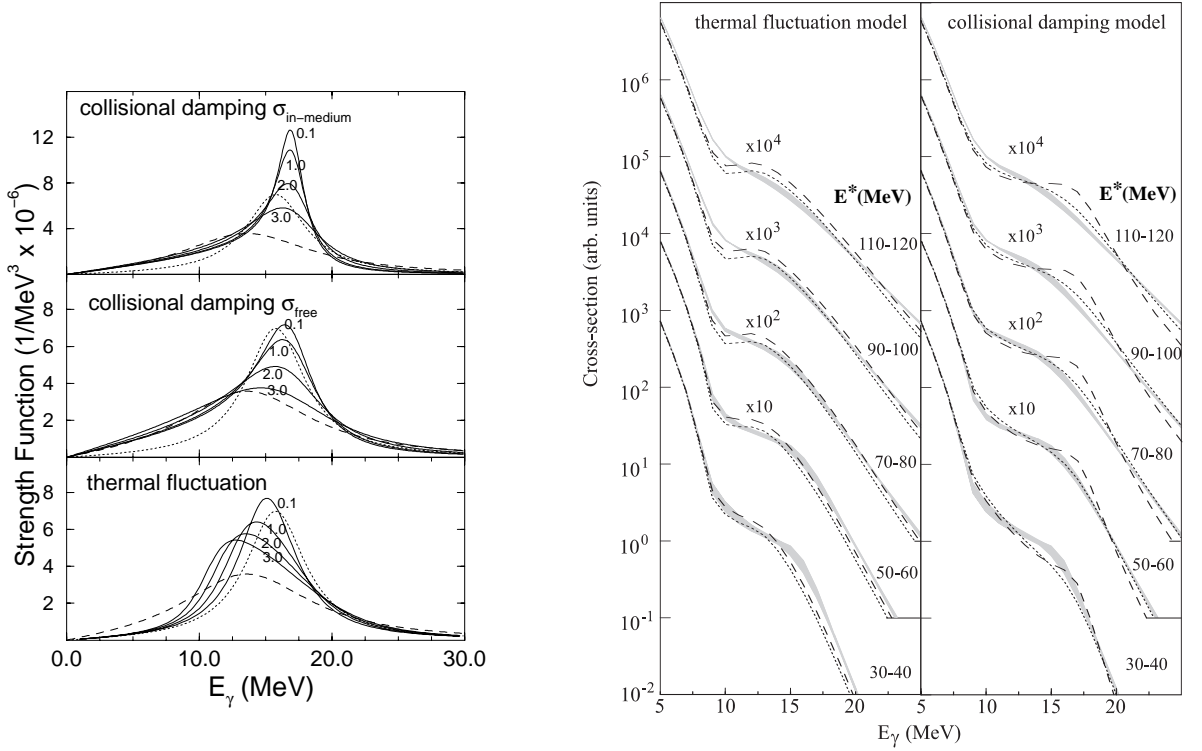 collisional damping σin−medium
12
8
4
0.1
1.0
2.0
3.0
collisional damping σfree
8
6
4
2
0.1
1.0
2.0
3.0
thermal fluctuation
8
6
4
2
0.1
1.0
2.0
3.0
0.0 10.0 20.0 30.0
Eγ (MeV)
Strength Function (1/MeV³ x 10⁻⁶)
thermal fluctuation model
x10⁴
E*(MeV)
110-120
x10³
90-100
x10²
70-80
x10
50-60
30-40
collisional damping model
x10⁴
E*(MeV)
110-120
x10³
90-100
x10²
70-80
x10
50-60
30-40
10⁶
10⁵
10⁴
10³
10²
10¹
10⁰
10⁻¹
10⁻²
Cross-section (arb. units)
5 10 15 20 5 10 15 20
Eγ (MeV)